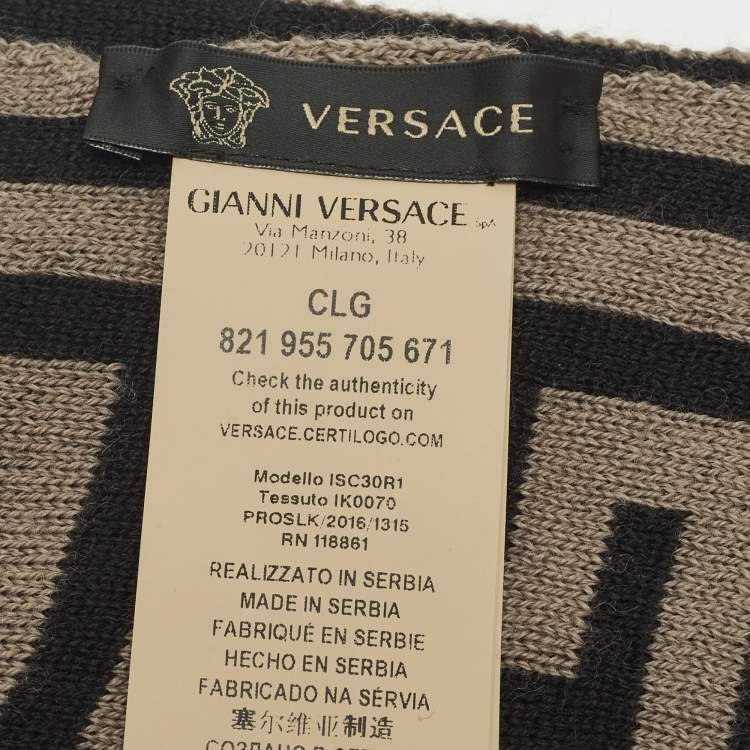 VERSACE
GIANNI VERSACE SpA
Via Manzoni, 38
20121 Milano, Italy
CLG
821 955 705 671
Check the authenticity
of this product on
VERSACE.CERTILOGO.COM
Modello ISC30R1
Tessuto IK0070
PROSLK/2016/1315
RN 118861
REALIZZATO IN SERBIA
MADE IN SERBIA
FABRIQUÉ EN SERBIE
HECHO EN SERBIA
FABRICADO NA SÉRVIA
塞尔维亚制造
СОЗДАНО В